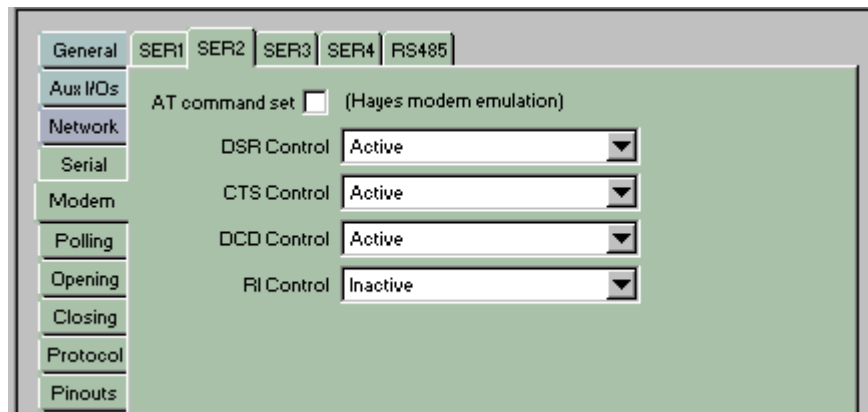 General
Aux I/Os
Network
Serial
Modem
Polling
Opening
Closing
Protocol
Pinouts
SER1 SER2 SER3 SER4 RS485
AT command set (Hayes modem emulation)
DSR Control Active
CTS Control Active
DCD Control Active
RI Control Inactive